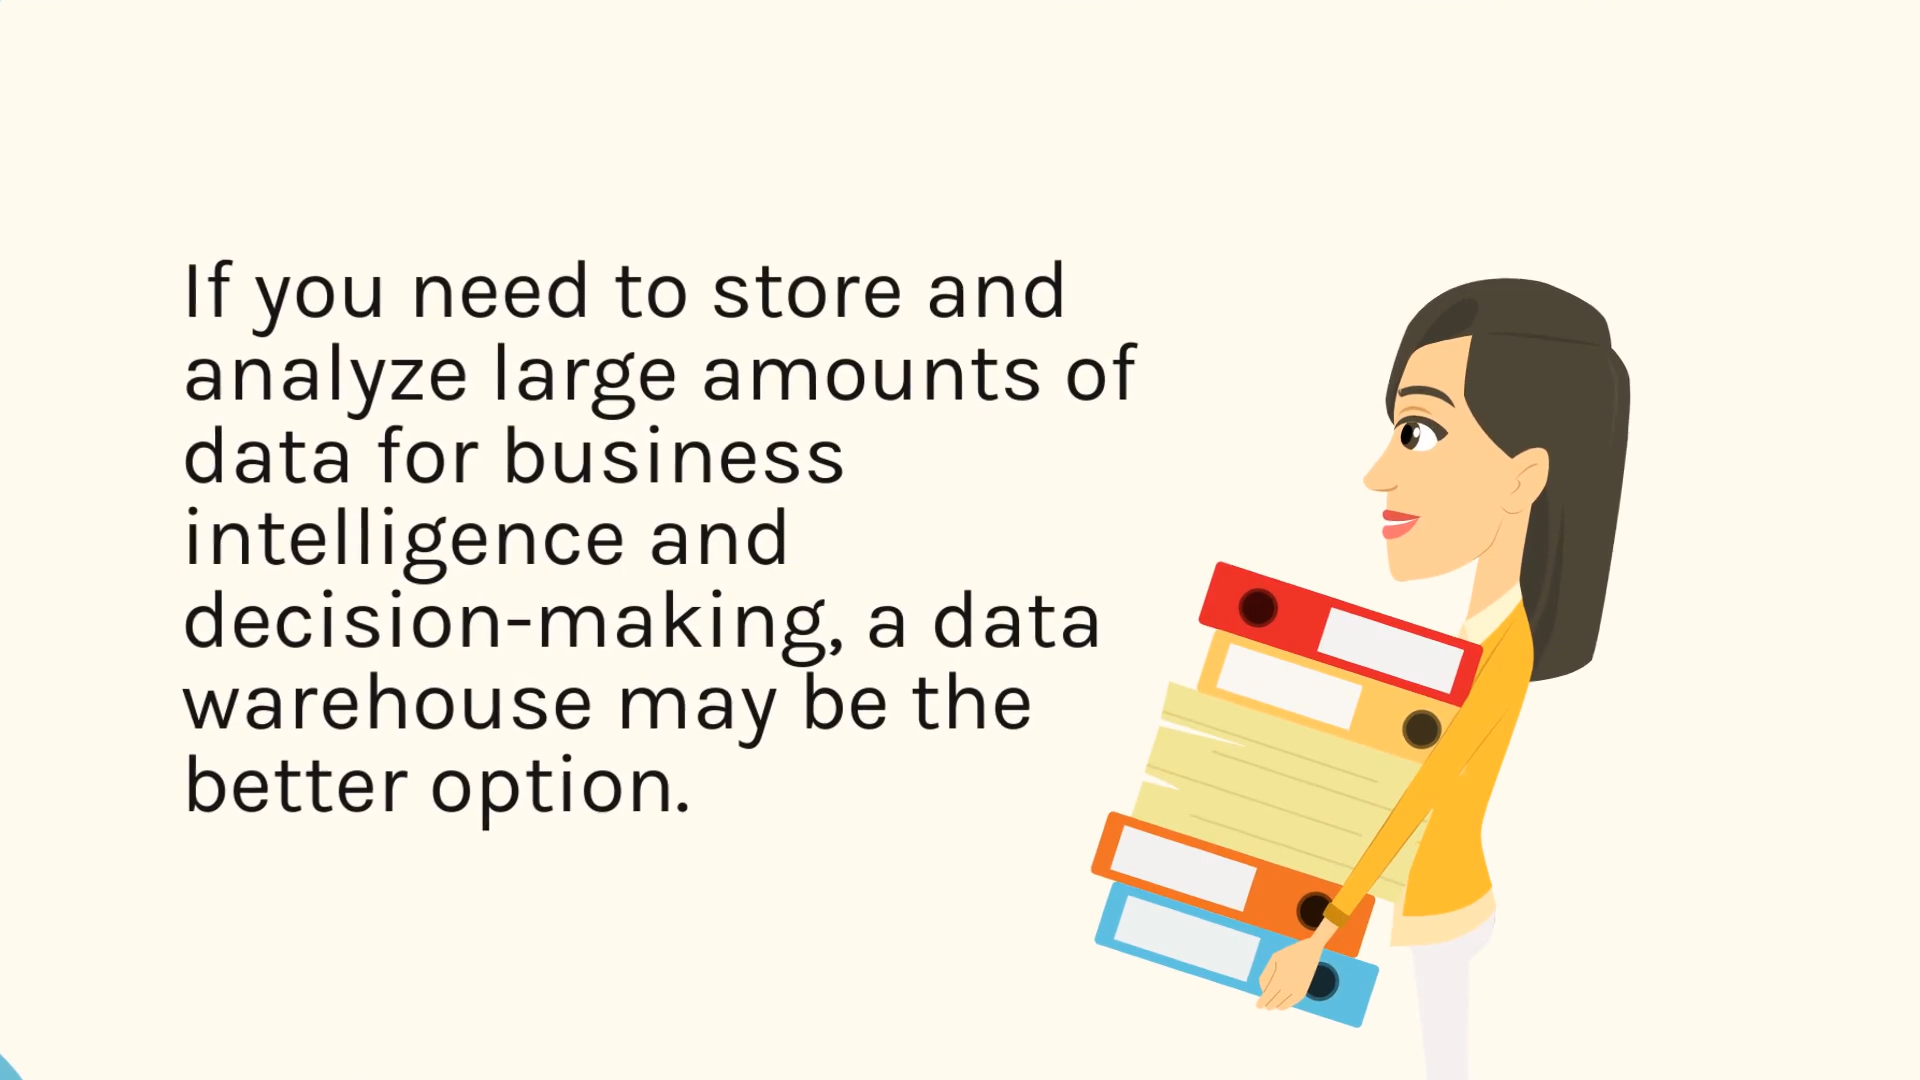 If you need to store and
analyze large amounts of
data for business
intelligence and
decision-making, a data
warehouse may be the
better option.